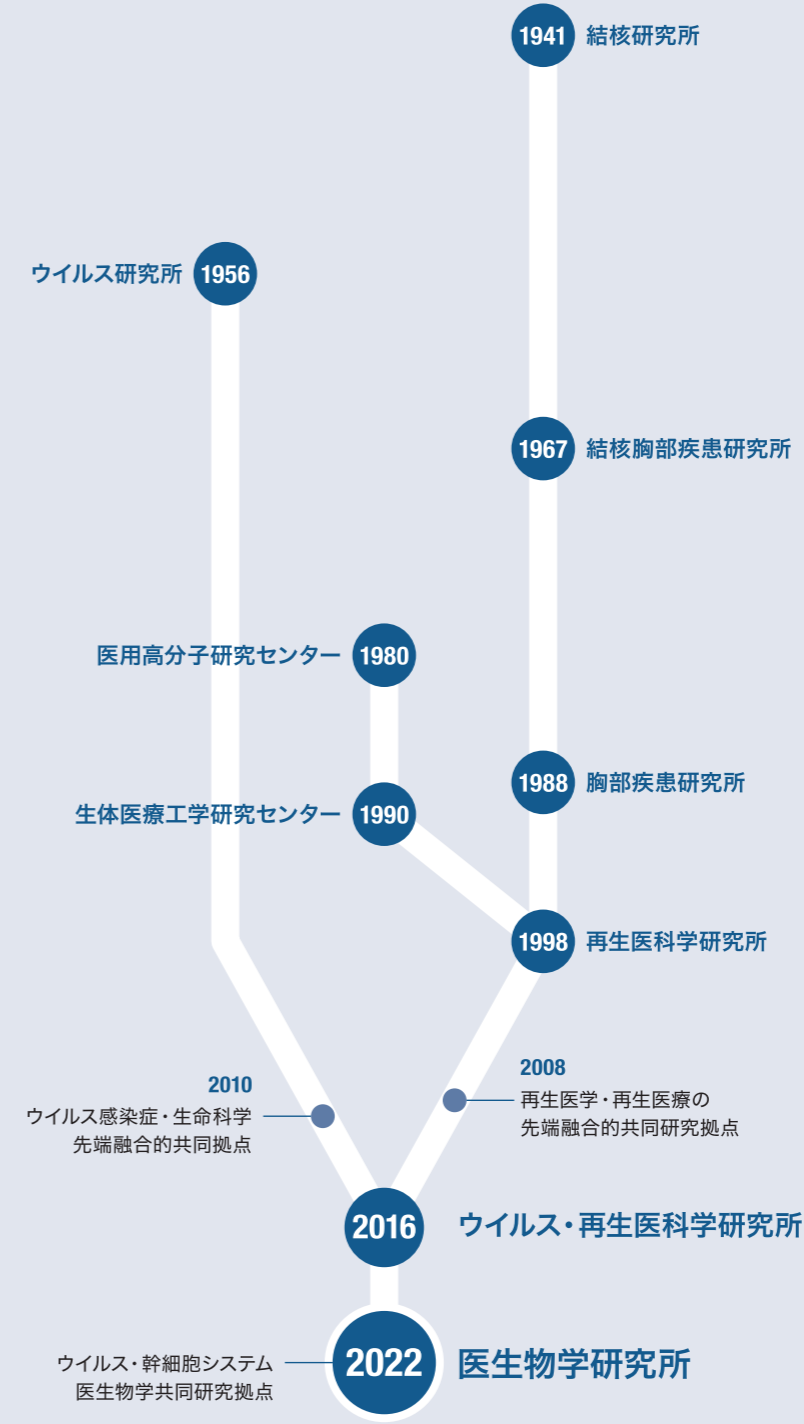 1941 結核研究所
ウイルス研究所 1956
1967 結核胸部疾患研究所
医用高分子研究センター 1980
1988 胸部疾患研究所
生体医療工学研究センター 1990
1998 再生医科学研究所
2008
再生医学・再生医療の
先端融合的共同研究拠点
2010
ウイルス感染症・生命科学
先端融合的共同拠点
2016 ウイルス・再生医科学研究所
2022 医生物学研究所
ウイルス・幹細胞システム
医生物学共同研究拠点